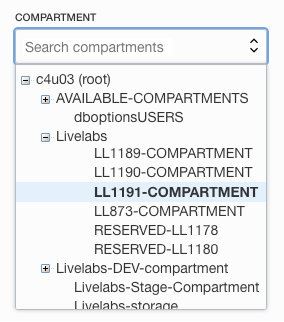 COMPARTMENT
Search compartments
c4u03 (root)
AVAILABLE-COMPARTMENTS
dboptionsUSERS
Livelabs
LL1189-COMPARTMENT
LL1190-COMPARTMENT
LL1191-COMPARTMENT
LL873-COMPARTMENT
RESERVED-LL1178
RESERVED-LL1180
Livelabs-DEV-compartment
Livelabs-Stage-Compartment
Livelabs-storage